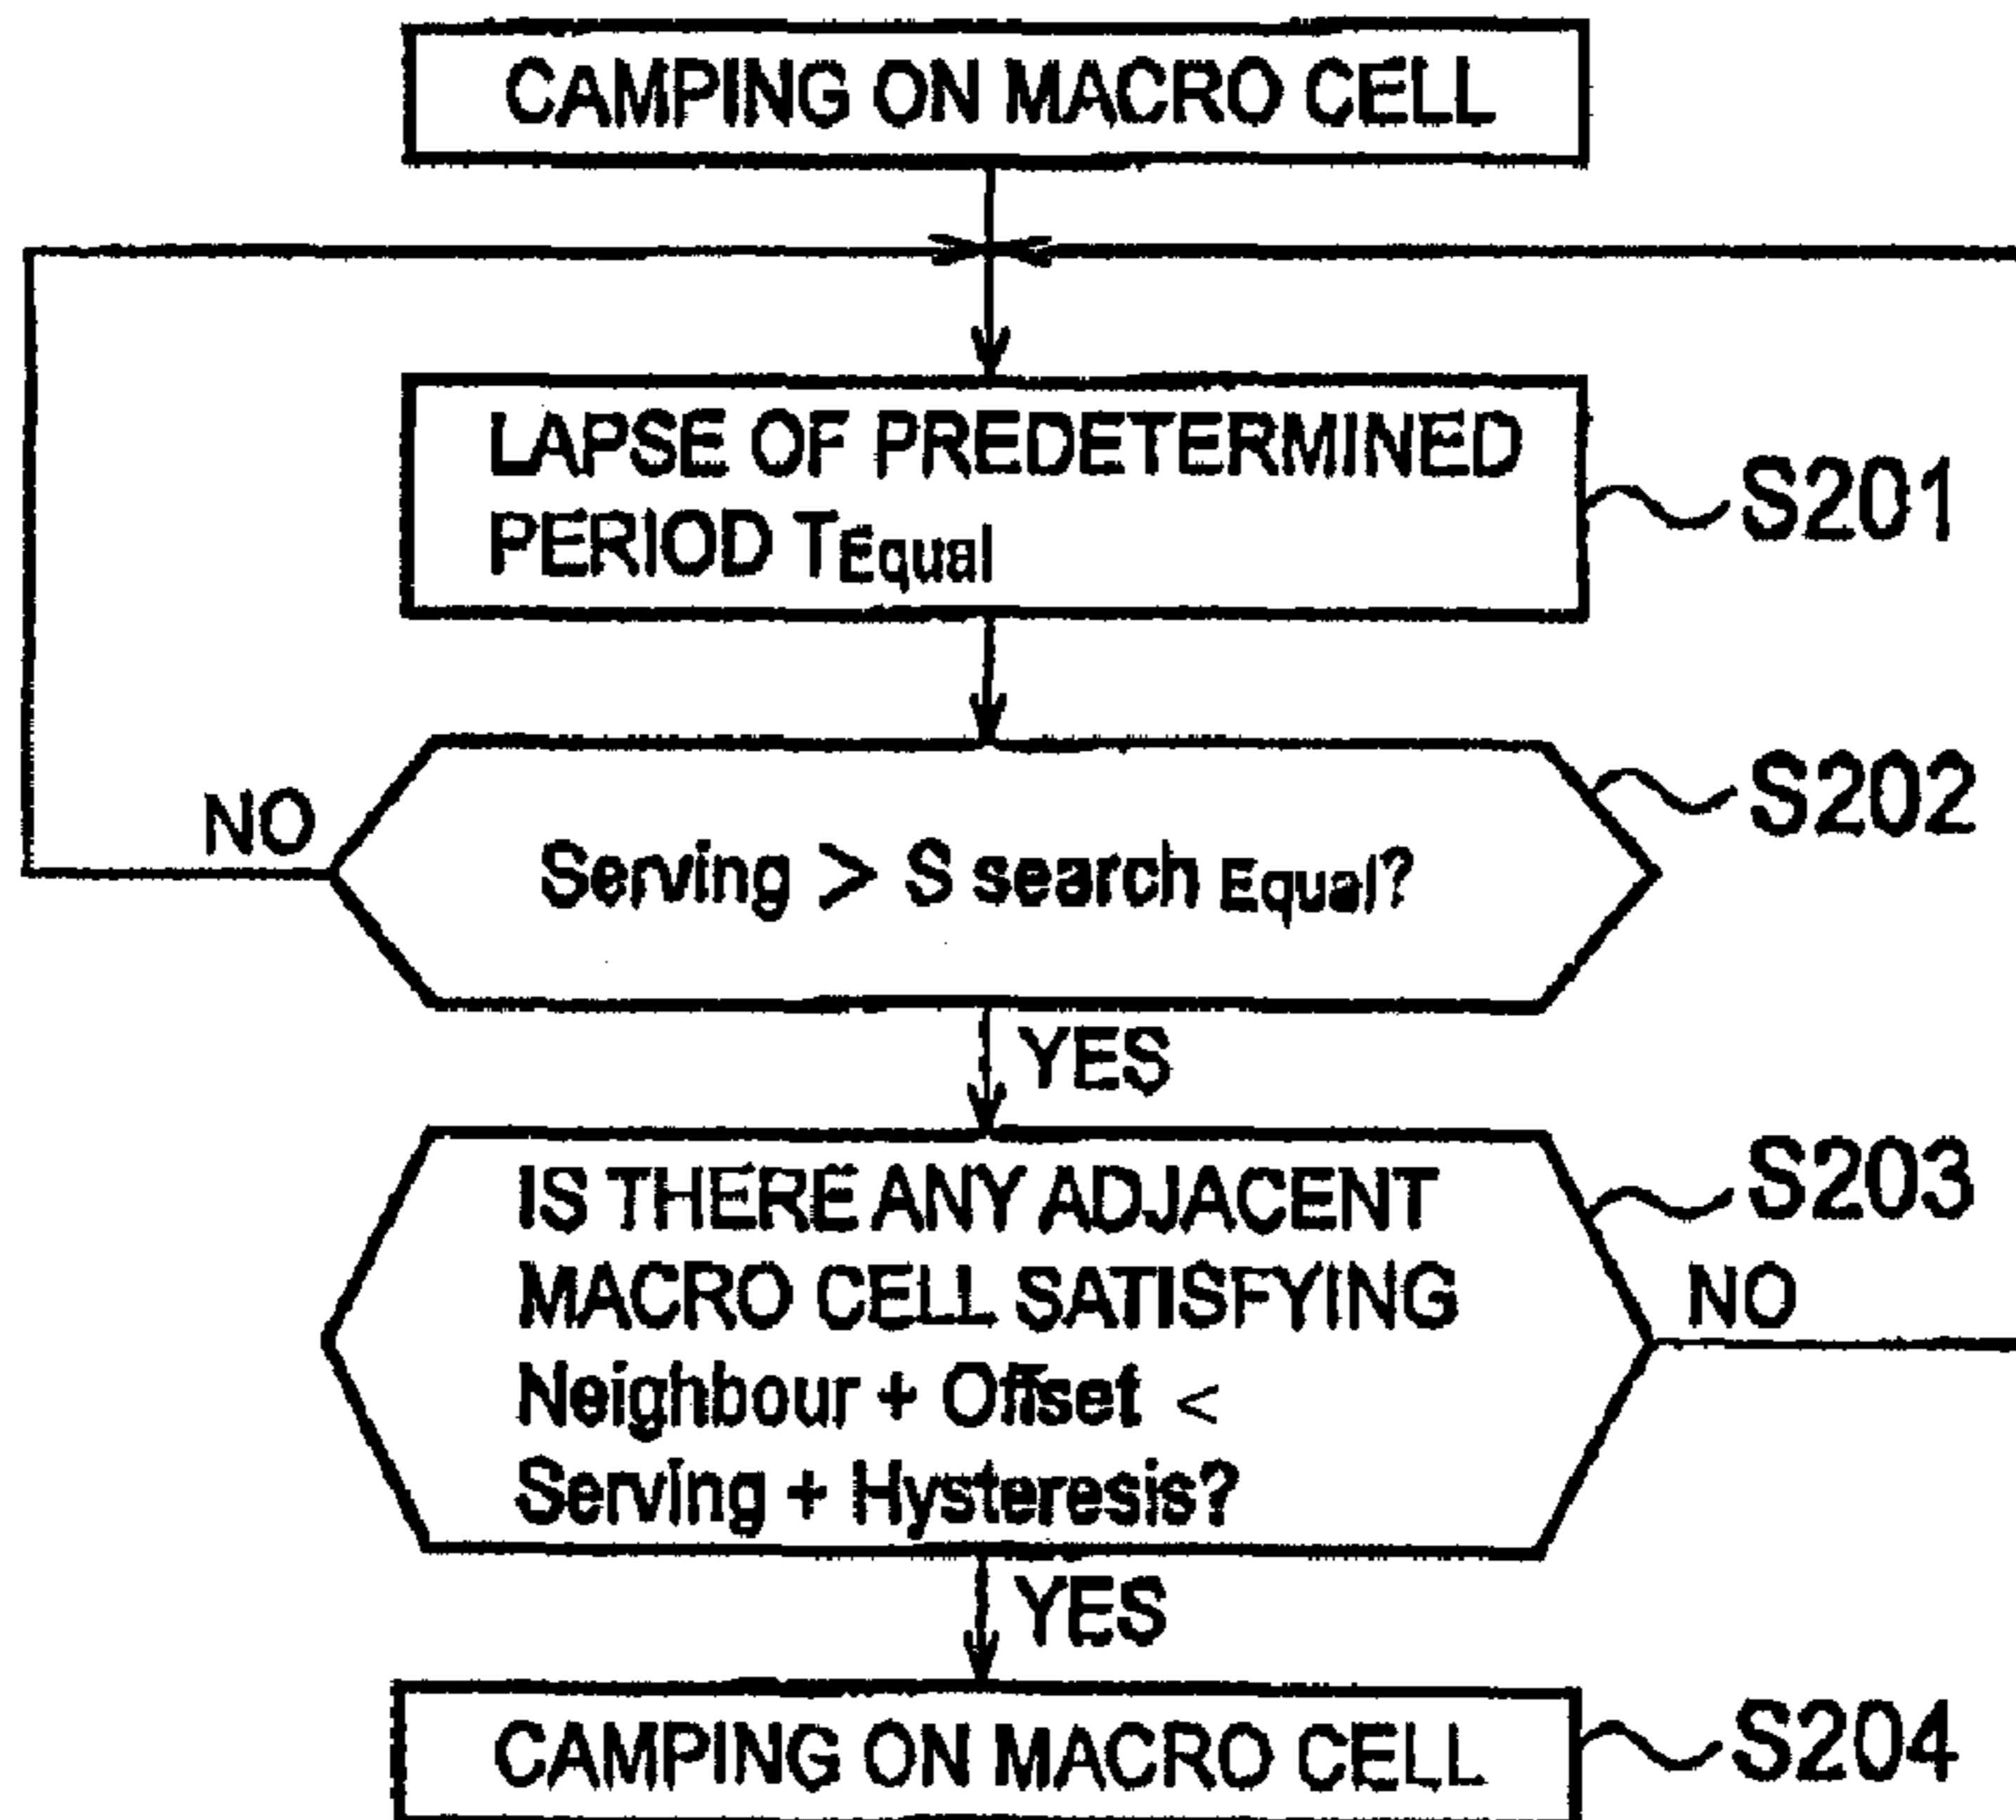 CAMPING ON MACRO CELL
LAPSE OF PREDETERMINED
PERIOD TEqual
S201
NO
Serving > S search Equal?
S202
YES
IS THERE ANY ADJACENT
MACRO CELL SATISFYING
Neighbour + Offset <
Serving + Hysteresis?
S203
NO
YES
CAMPING ON MACRO CELL
S204